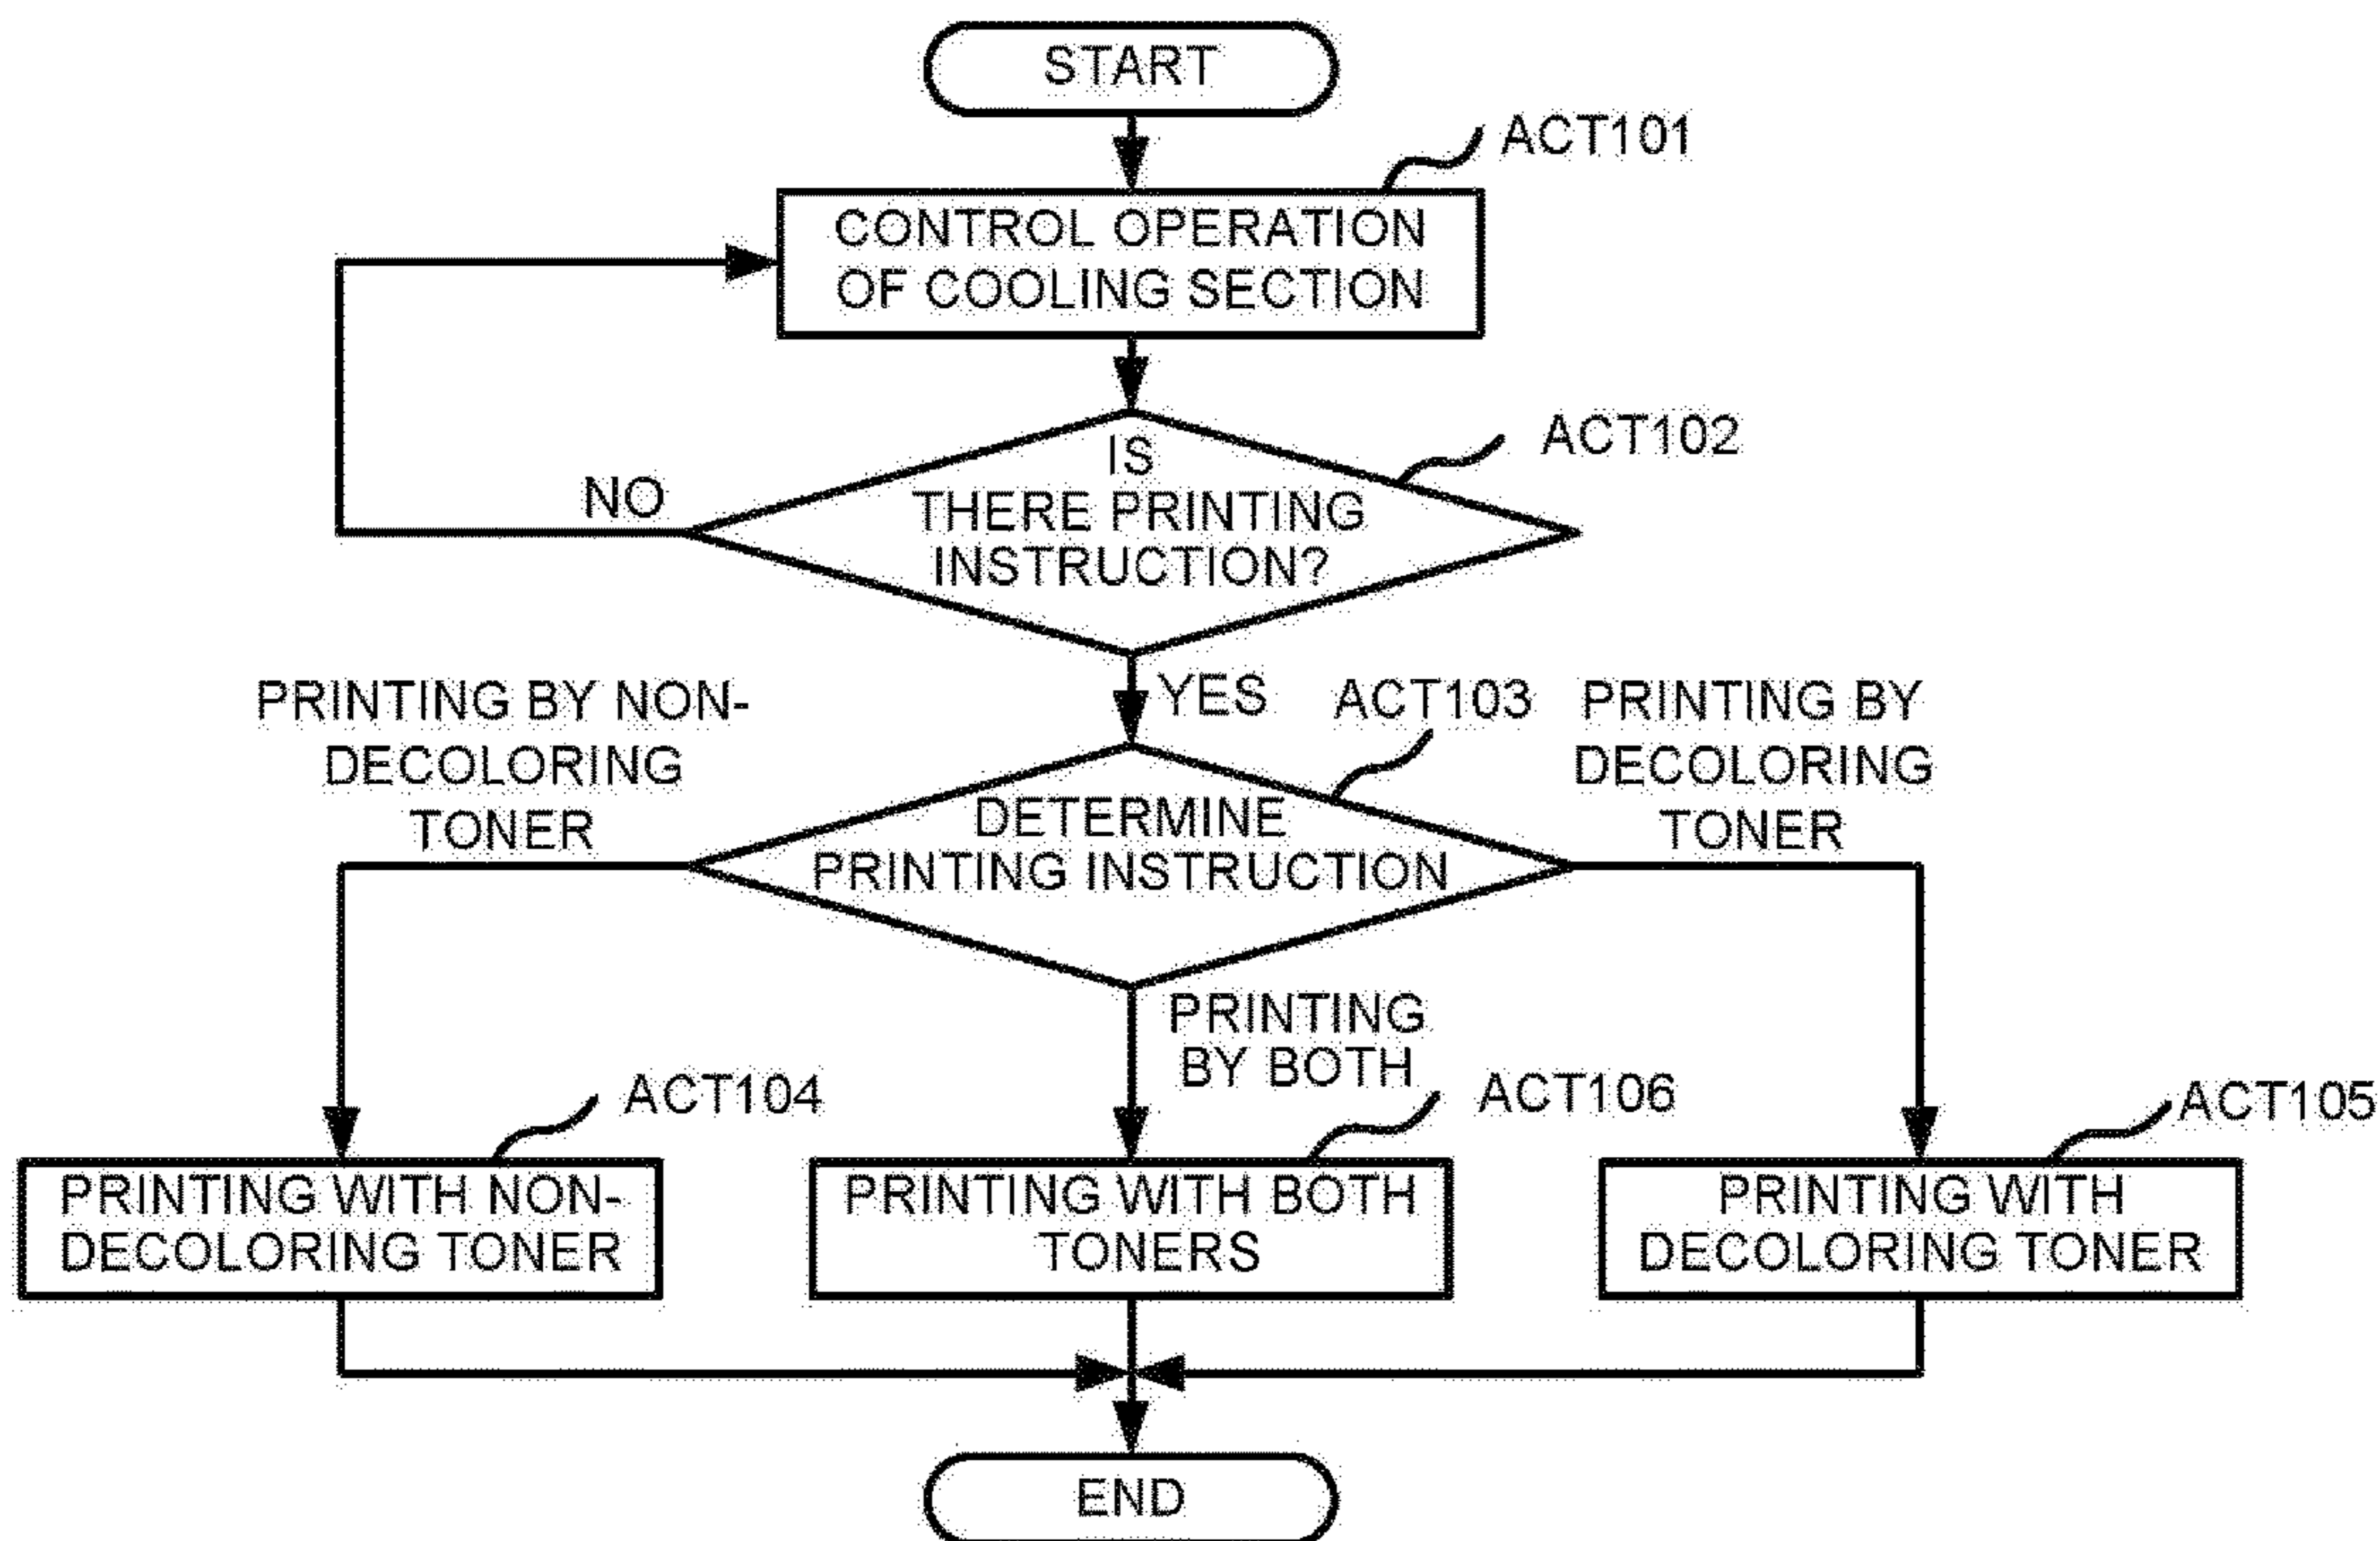 START
ACT101
CONTROL OPERATION
OF COOLING SECTION
ACT102
IS
THERE PRINTING
INSTRUCTION?
NO
YES
ACT103
PRINTING BY NON-
DECOLORING
TONER
PRINTING BY
DECOLORING
TONER
DETERMINE
PRINTING INSTRUCTION
PRINTING
BY BOTH
ACT104
ACT106
ACT105
PRINTING WITH NON-
DECOLORING TONER
PRINTING WITH BOTH
TONERS
PRINTING WITH
DECOLORING TONER
END